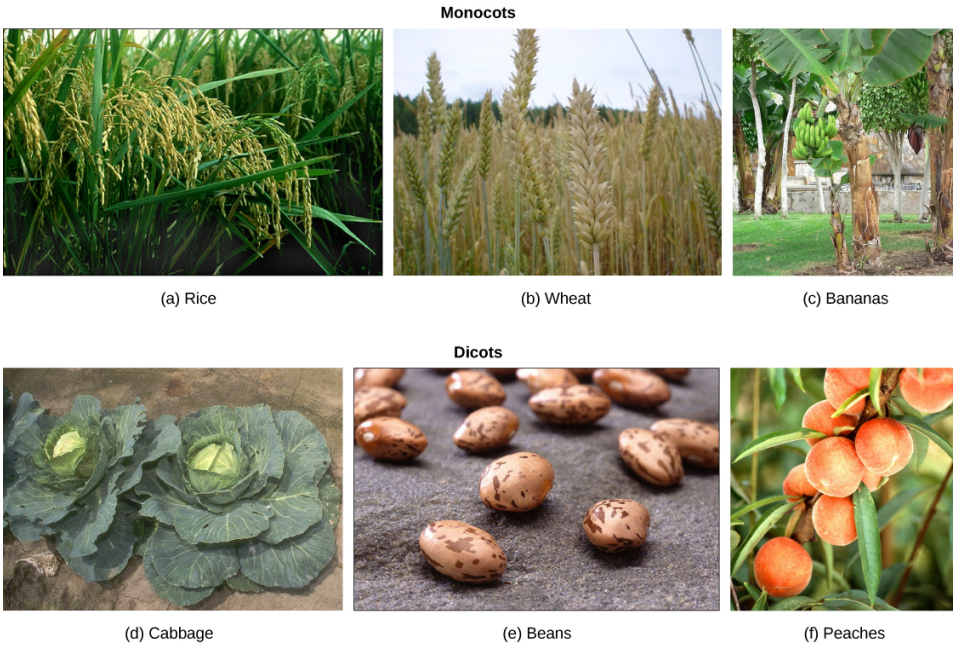 Monocots
(a) Rice
(b) Wheat
(c) Bananas
Dicots
(d) Cabbage
(e) Beans
(f) Peaches